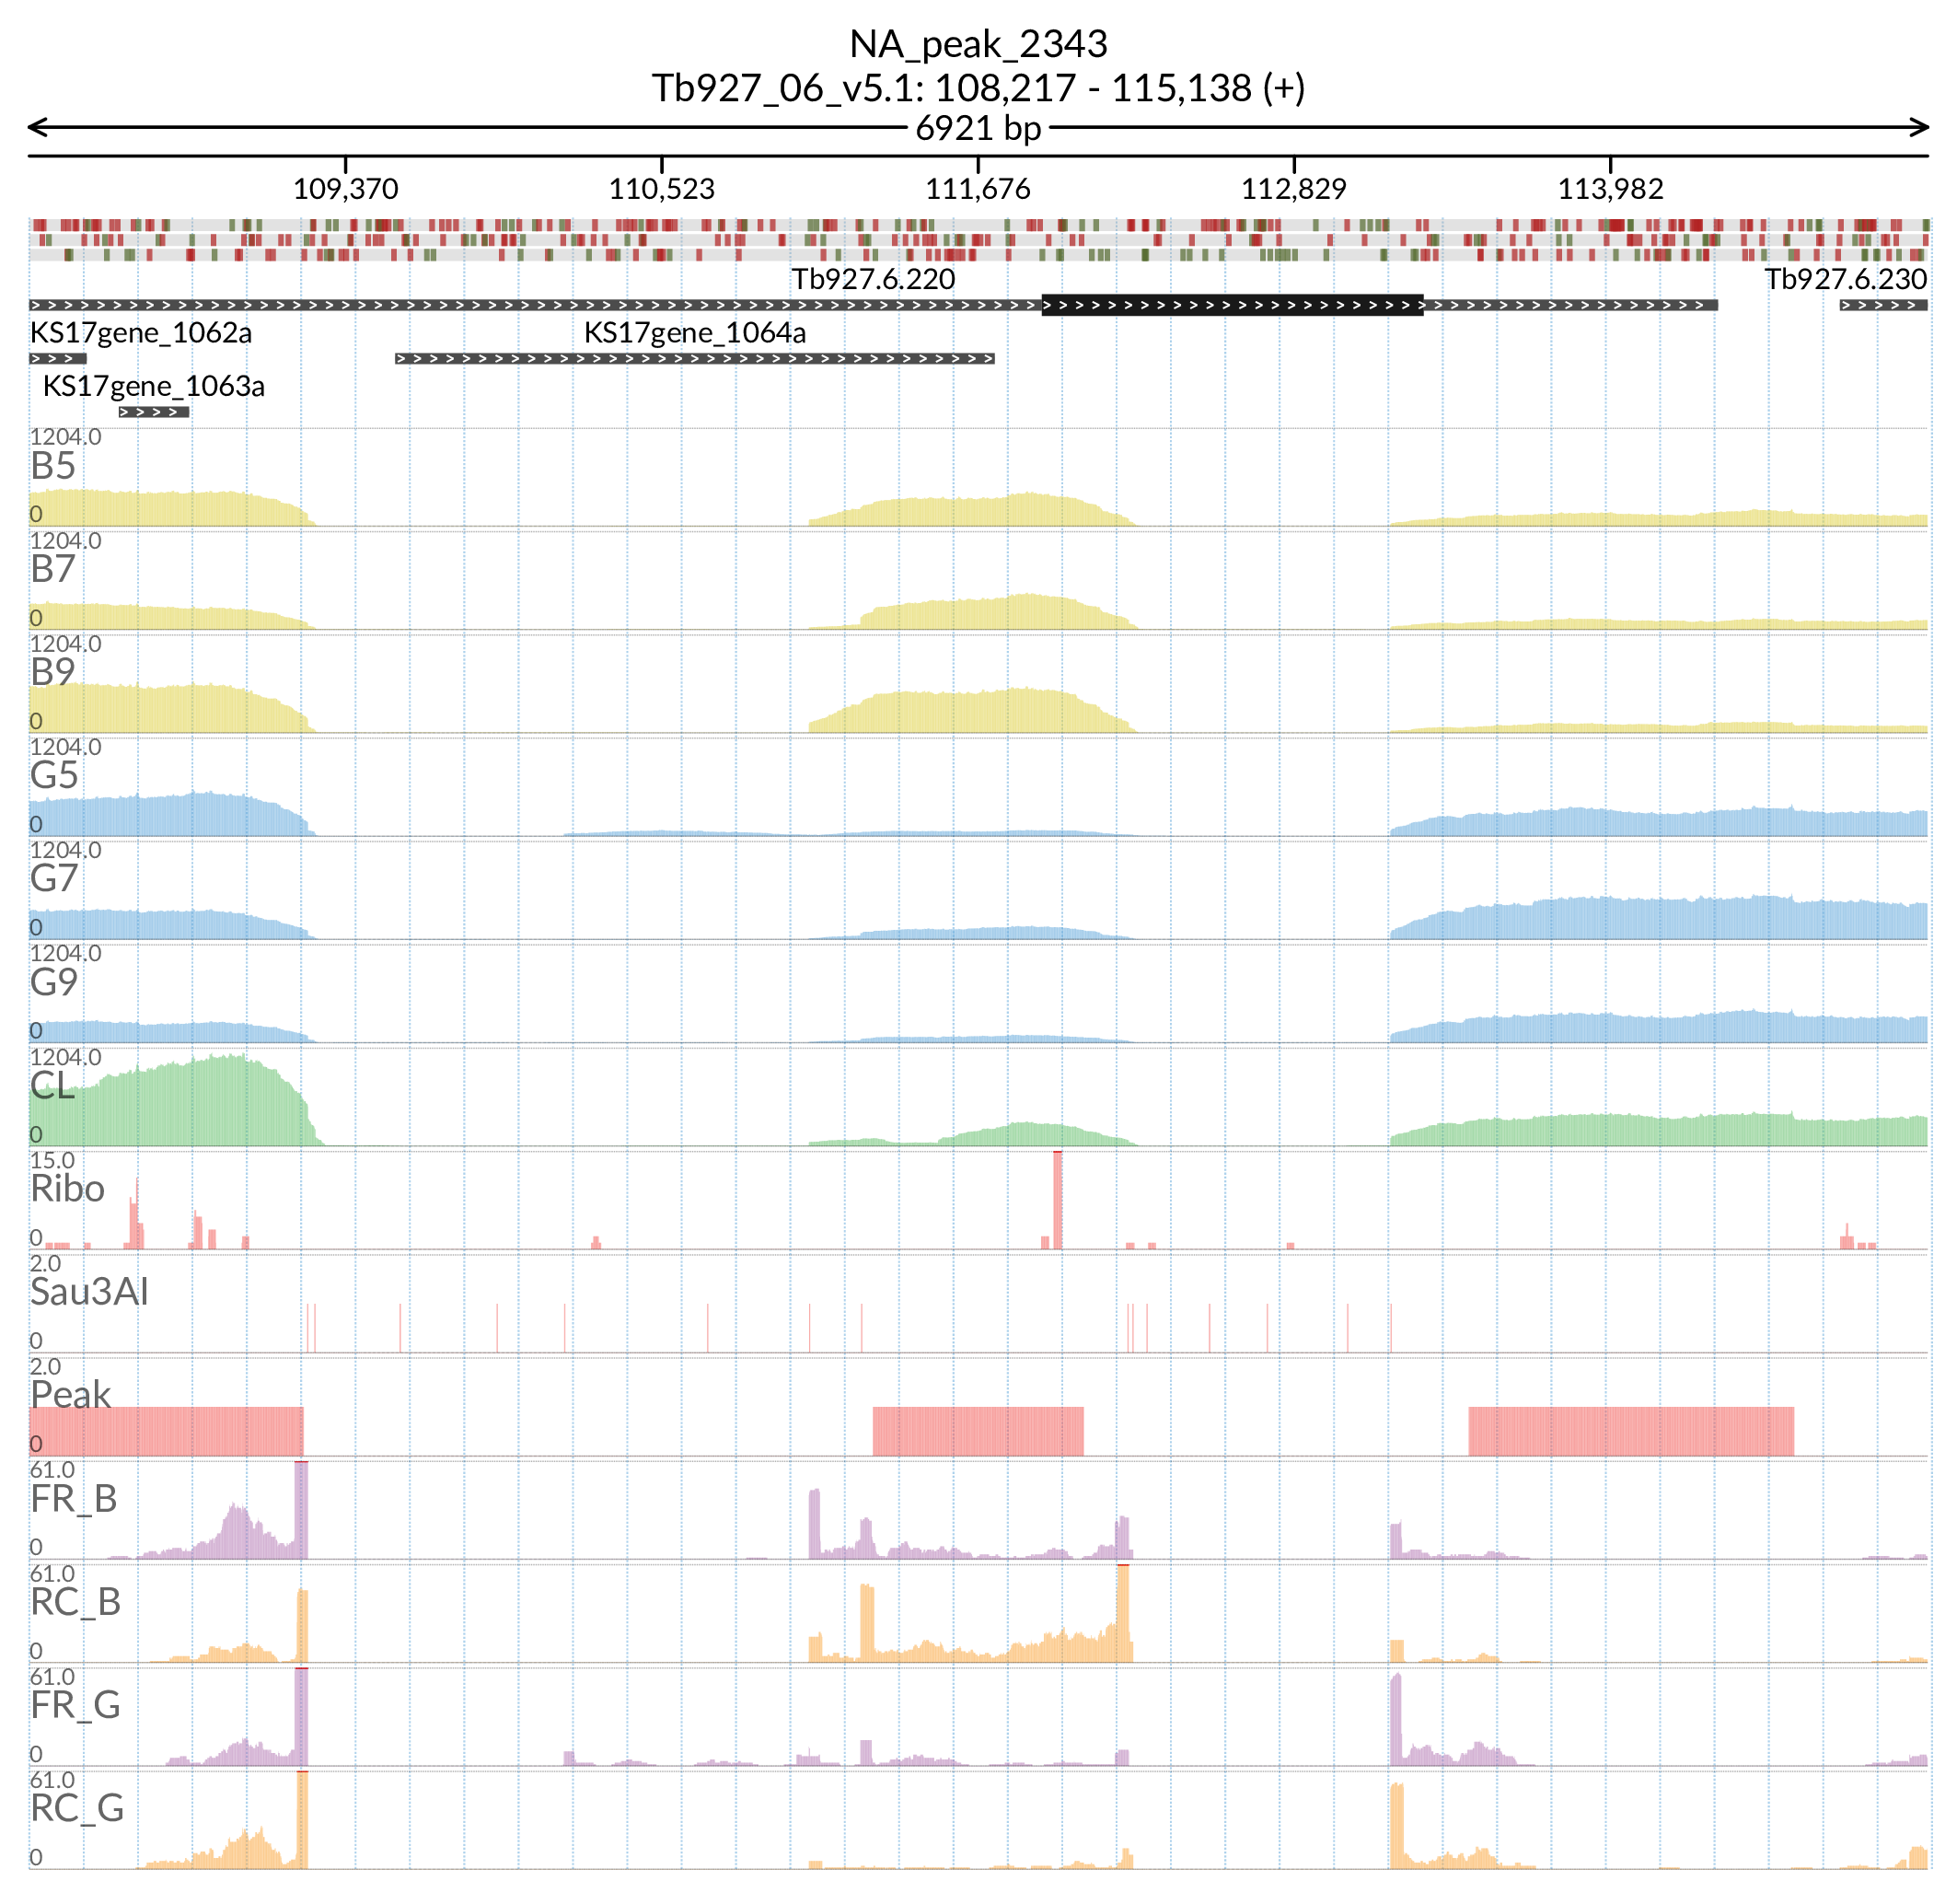 NA_peak_2343
Tb927_06_v5.1: 108,217 - 115,138 (+)
6921 bp
109,370 110,523 111,676 112,829 113,982
Tb927.6.220 Tb927.6.230
KS17gene_1062a KS17gene_1064a
KS17gene_1063a
1204.0
B5
0
1204.0
B7
0
1204.0
B9
0
1204.0
G5
0
1204.0
G7
0
1204.0
G9
0
1204.0
CL
0
15.0
Ribo
0
2.0
Sau3AI
0
2.0
Peak
0
61.0
FR_B
0
61.0
RC_B
0
61.0
FR_G
0
61.0
RC_G
0